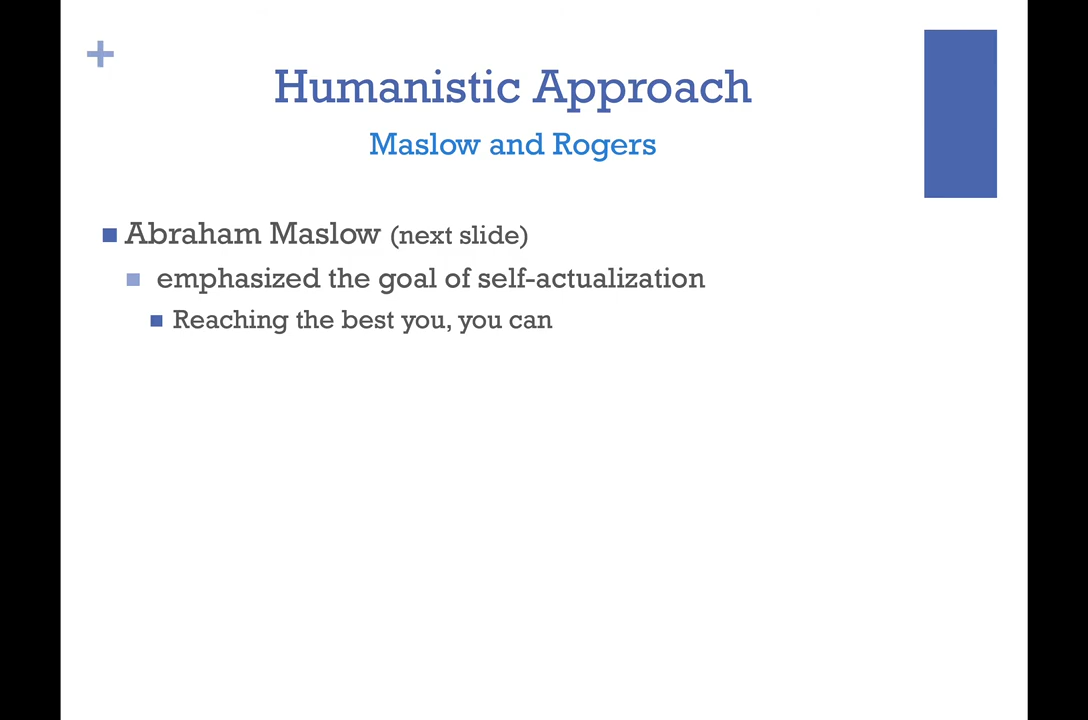 +
Humanistic Approach
Maslow and Rogers
Abraham Maslow (next slide)
emphasized the goal of self-actualization
Reaching the best you, you can